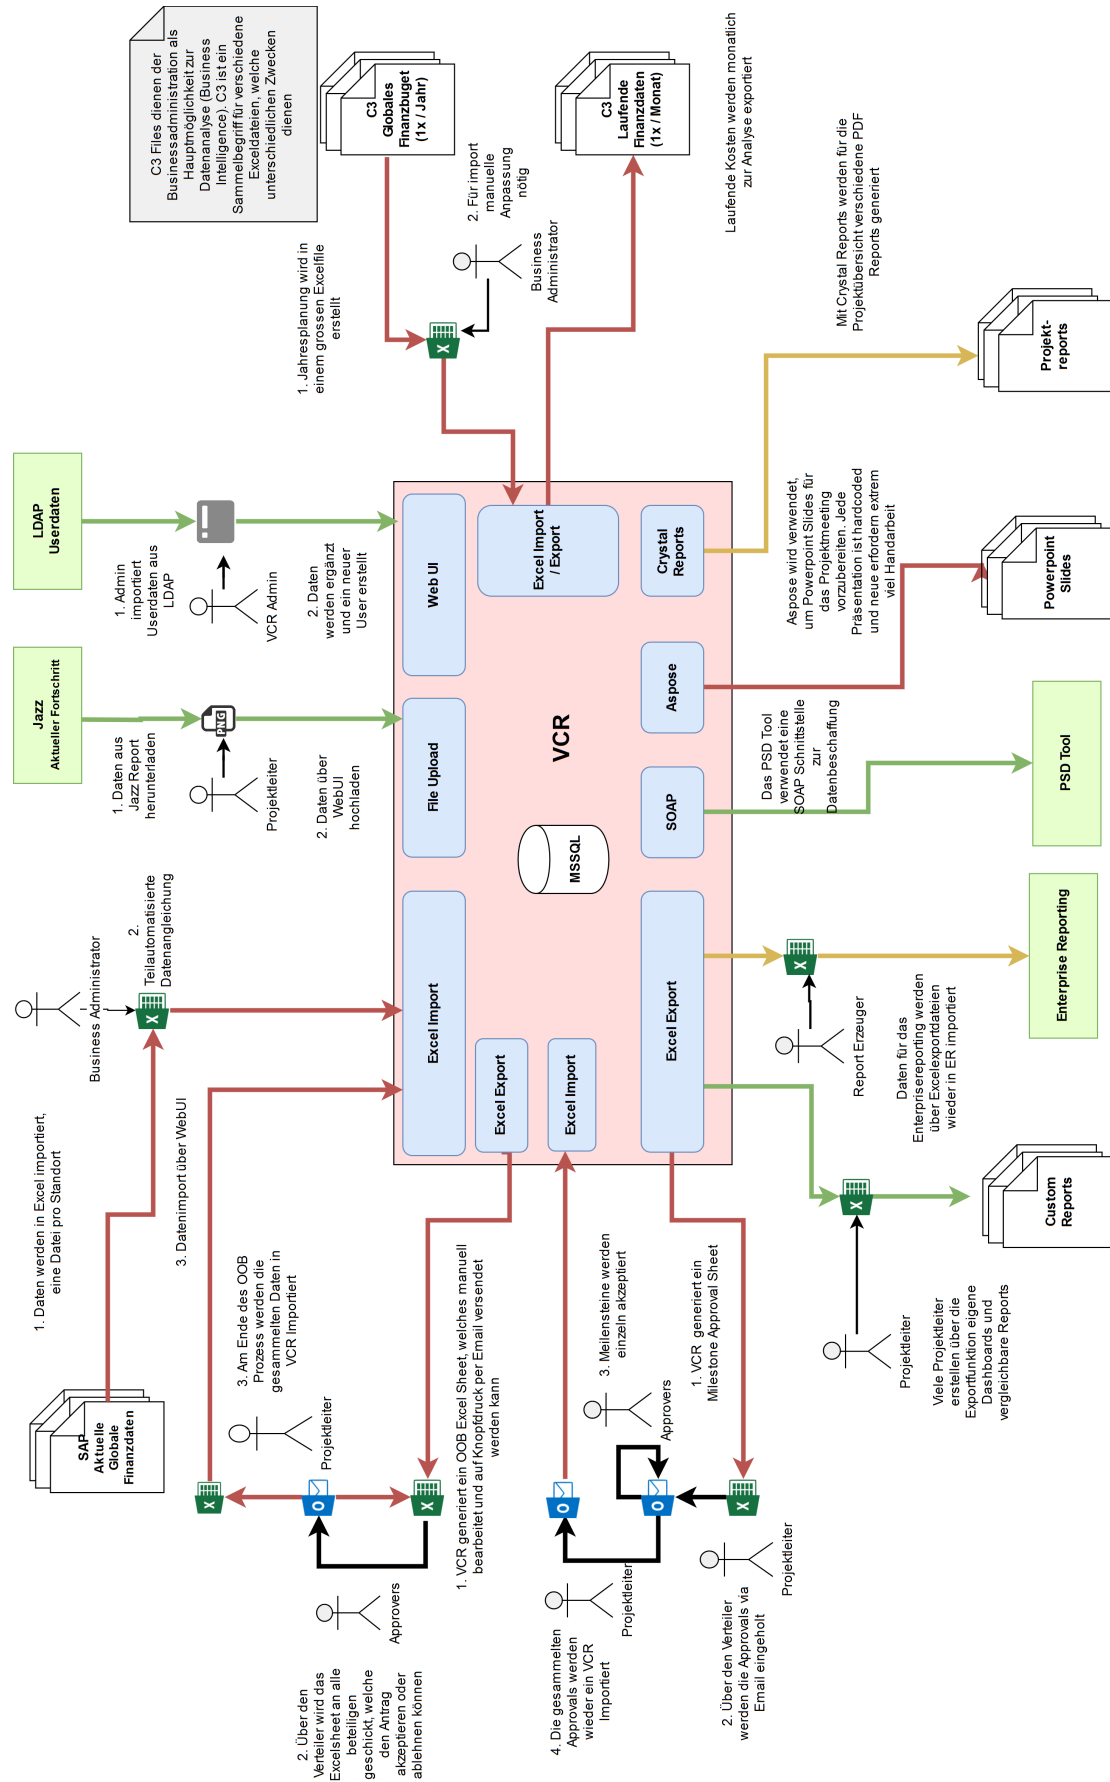 1. Daten werden in Excel importiert,
eine Datei pro Standort
SAP
Aktuelle
Globale
Finanzdaten
Business Administrator
2.
Teilautomatisierte
Datenangleichung
3. Datenimport über WebUI
Jazz
Aktueller Fortschritt
1. Daten aus
Jazz Report
herunterladen
PNG
Projektleiter
2. Daten über
WebUI
hochladen
LDAP
Userdaten
1. Admin
importiert
Userdaten aus
LDAP
VCR Admin
2. Daten
werden ergänzt
und ein neuer
User erstellt
C3 Files dienen der
Businessadministration als
Hauptmöglichkeit zur
Datenanalyse (Business
Intelligence). C3 ist ein
Sammelbegriff für verschiedene
Exceldateien, welche
unterschiedlichen Zwecken
dienen
C3
Globales
Finanzbuget
(1x / Jahr)
1. Jahresplanung wird in
einem grossen Excelfile
erstellt
2. Für import
manuelle
Anpassung
nötig
Business
Administrator
C3
Laufende
Finanzdaten
(1x / Monat)
Laufende Kosten werden monatlich
zur Analyse exportiert
3. Am Ende des OOB
Prozess werden die
gesammelten Daten in
VCR Importiert
Projektleiter
2. Über den
Verteiler wird das
Excelsheet an alle
beteiligen
geschickt, welche
den Antrag
akzeptieren oder
ablehnen können
Approvers
1. VCR generiert ein OOB Excel Sheet, welches manuell
bearbeitet und auf Knopfdruck per Email versendet
werden kann
Excel Import
File Upload
Web UI
Excel Export
Excel Import
Excel Import
/ Export
MSSQL
VCR
Excel Export
SOAP
Aspose
Crystal
Reports
4. Die gesammelten
Approvals werden
wieder ein VCR
Importiert
Projektleiter
3. Meilensteine werden
einzeln akzeptiert
Approvers
1. VCR generiert ein
Milestone Approval Sheet
2. Über den Verteiler
werden die Approvals via
Email eingeholt
Projektleiter
Projektleiter
Viele Projektleiter
erstellen über die
Exportfunktion eigene
Dashboards und
vergleichbare Reports
Custom
Reports
Report Erzeuger
Daten für das
Enterprisereporting werden
über Excelexportdateien
wieder in ER importiert
Enterprise Reporting
Das PSD Tool
verwendet eine
SOAP Schnittstelle
zur
Datenbeschaffung
PSD Tool
Aspose wird verwendet,
um Powerpoint Slides für
das Projektmeeting
vorzubereiten. Jede
Präsentation ist hardcoded
und neue erfordern extrem
viel Handarbeit
Powerpoint
Slides
Mit Crystal Reports werden für die
Projektübersicht verschiedene PDF
Reports generiert
Projekt-
reports